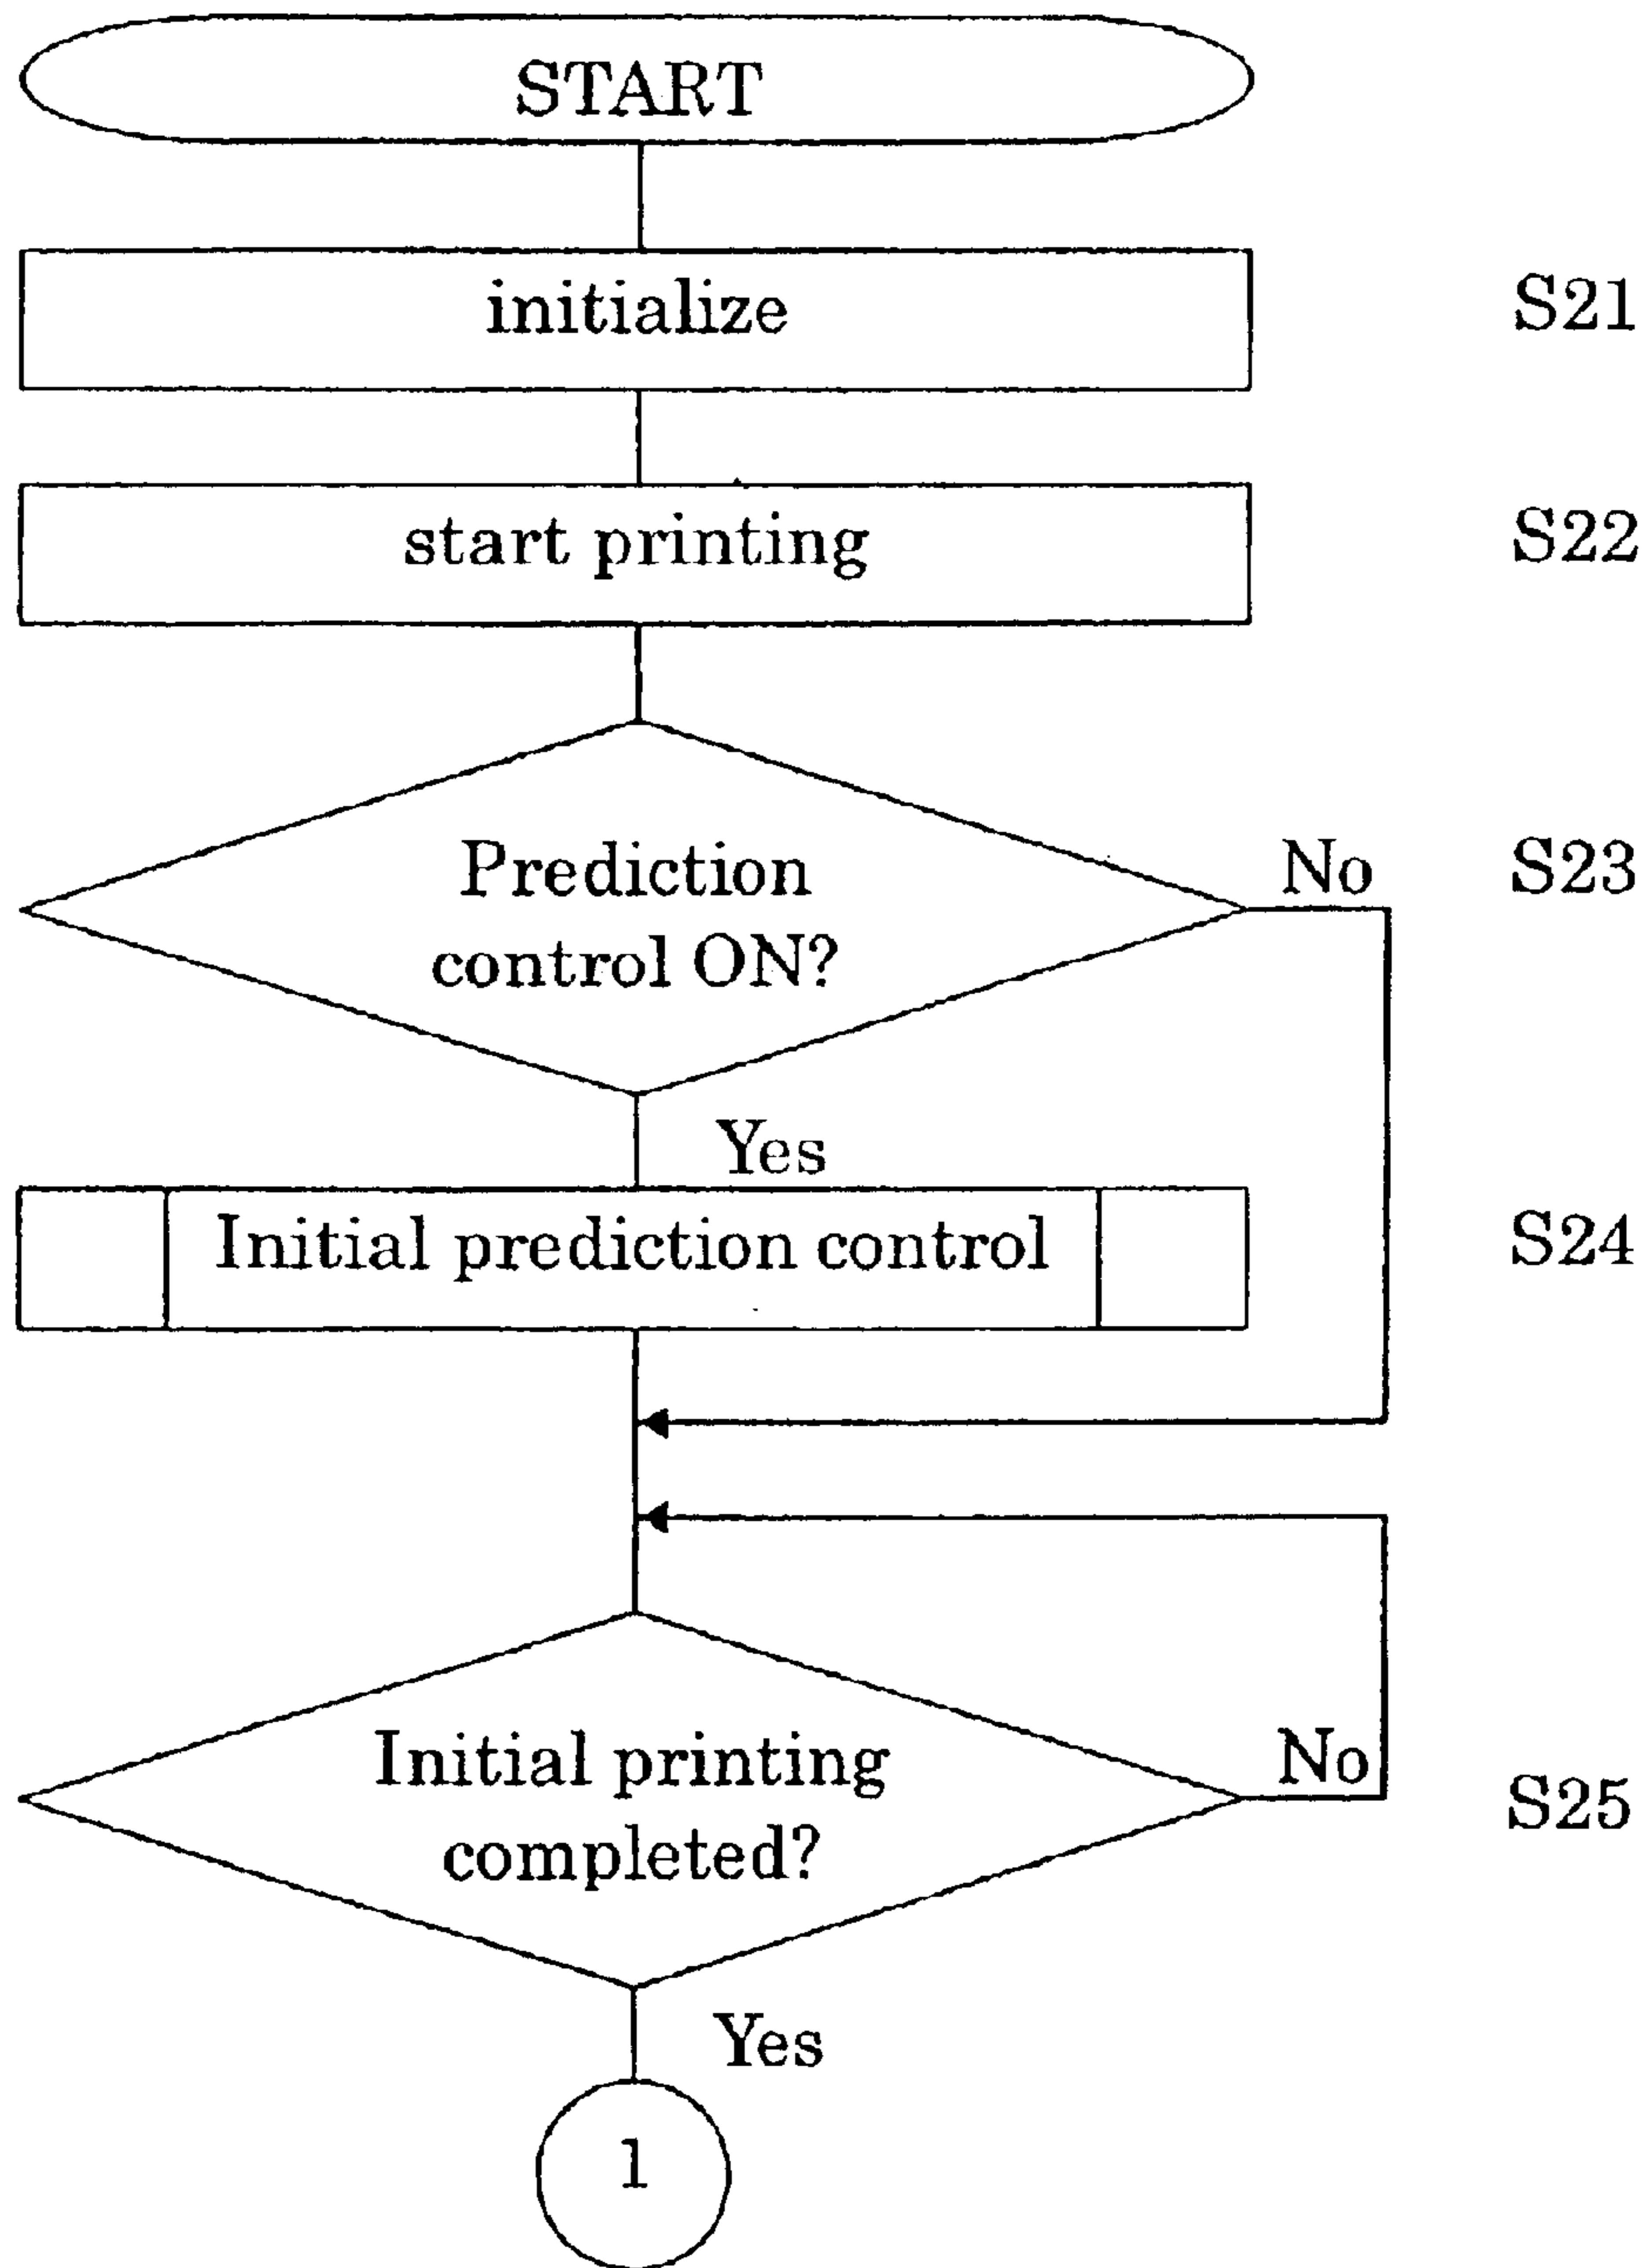 START
initialize
S21
start printing
S22
Prediction
control ON?
No
S23
Yes
Initial prediction control
S24
Initial printing
completed?
No
S25
Yes
1